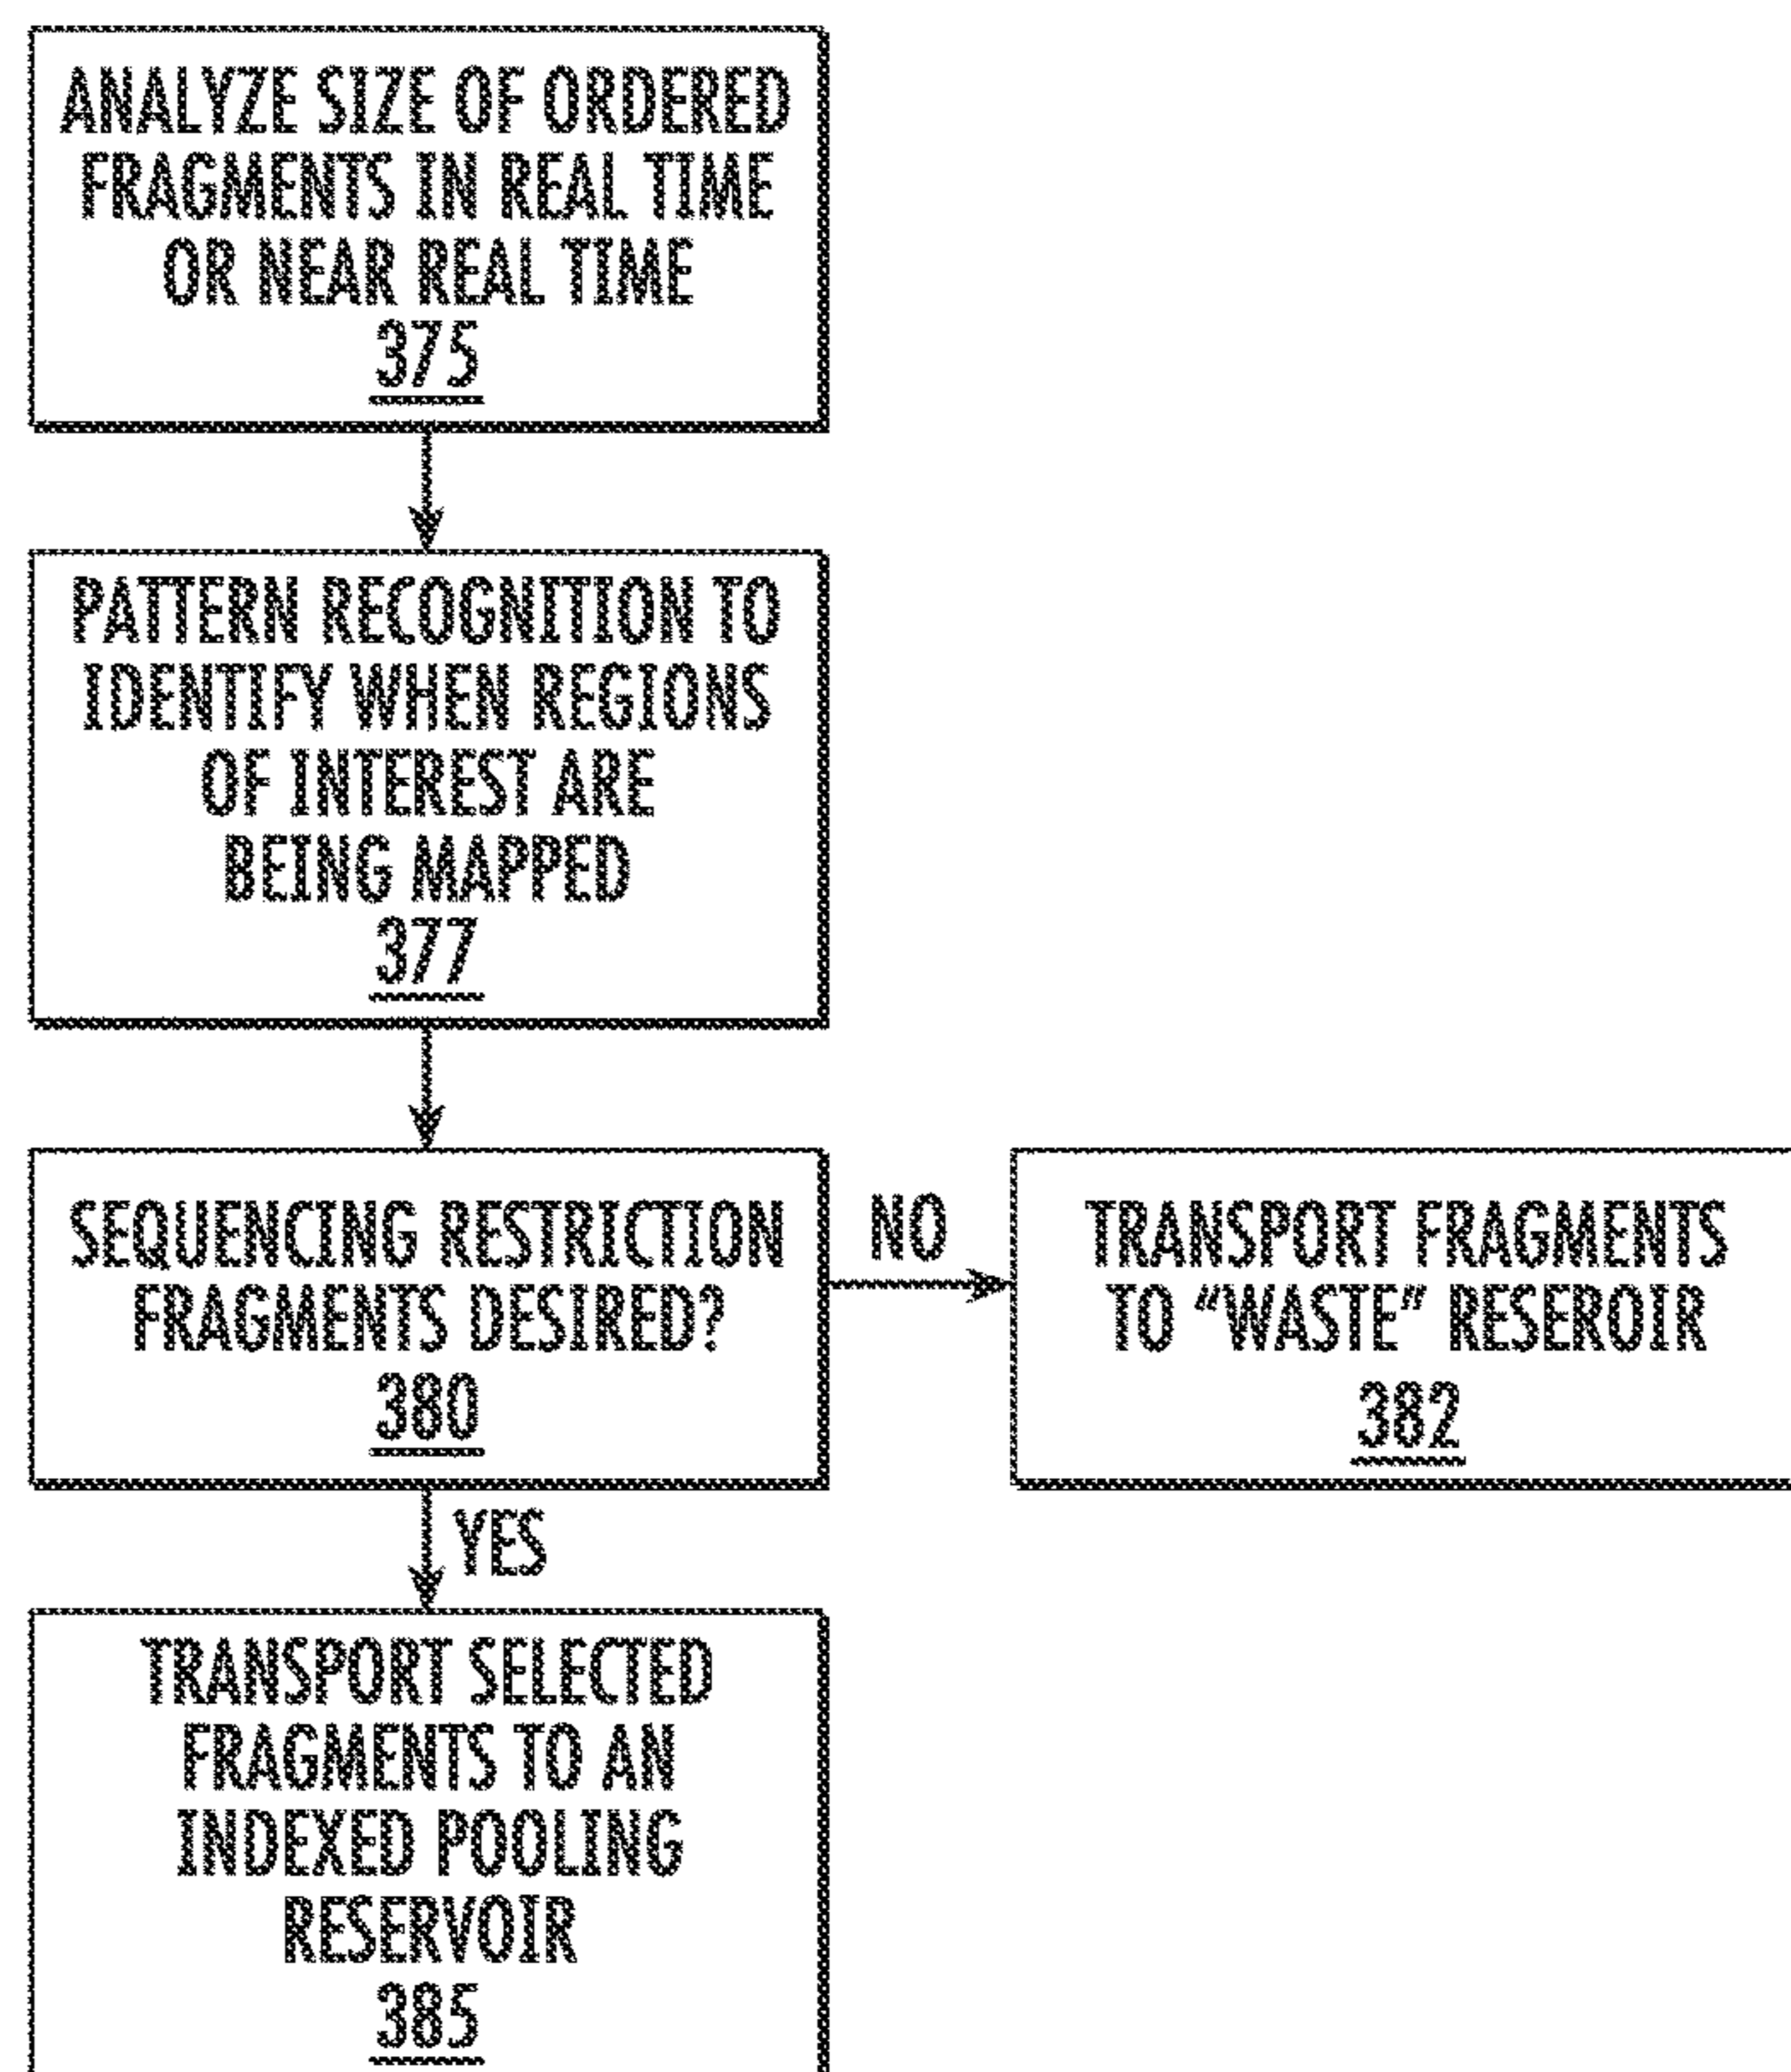 ANALYZE SIZE OF ORDERED
FRAGMENTS IN REAL TIME
OR NEAR REAL TIME
375
PATTERN RECOGNITION TO
IDENTIFY WHEN REGIONS
OF INTEREST ARE
BEING MAPPED
377
SEQUENCING RESTRICTION
FRAGMENTS DESIRED?
380
NO
TRANSPORT FRAGMENTS
TO “WASTE” RESEROIR
382
YES
TRANSPORT SELECTED
FRAGMENTS TO AN
INDEXED POOLING
RESERVOIR
385